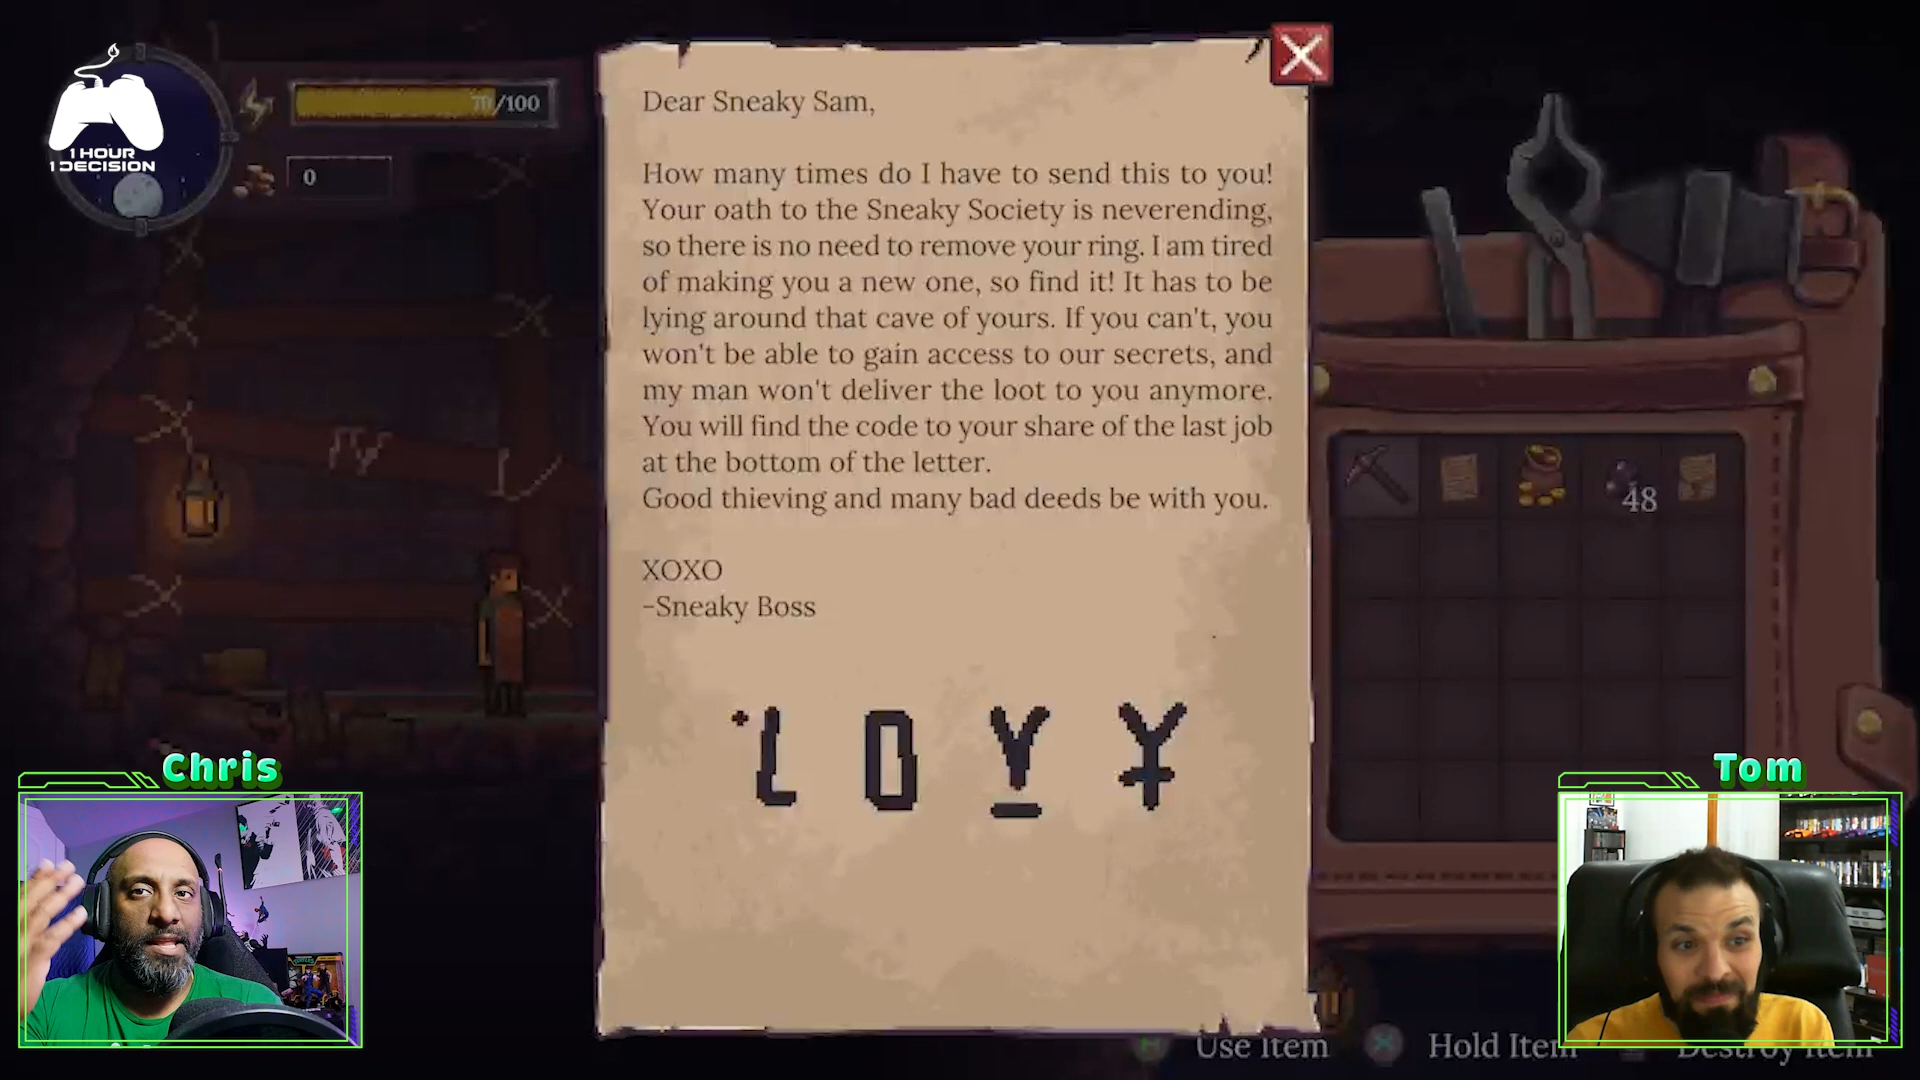 1 HOUR
1 DECISION
70/100
0
Dear Sneaky Sam,
How many times do I have to send this to you!
Your oath to the Sneaky Society is neverending,
so there is no need to remove your ring. I am tired
of making you a new one, so find it! It has to be
lying around that cave of yours. If you can't, you
won't be able to gain access to our secrets, and
my man won't deliver the loot to you anymore.
You will find the code to your share of the last job
at the bottom of the letter.
Good thieving and many bad deeds be with you.
XOXO
-Sneaky Boss
48
Chris
Tom
Use Item
Hold Item
Destroy Item